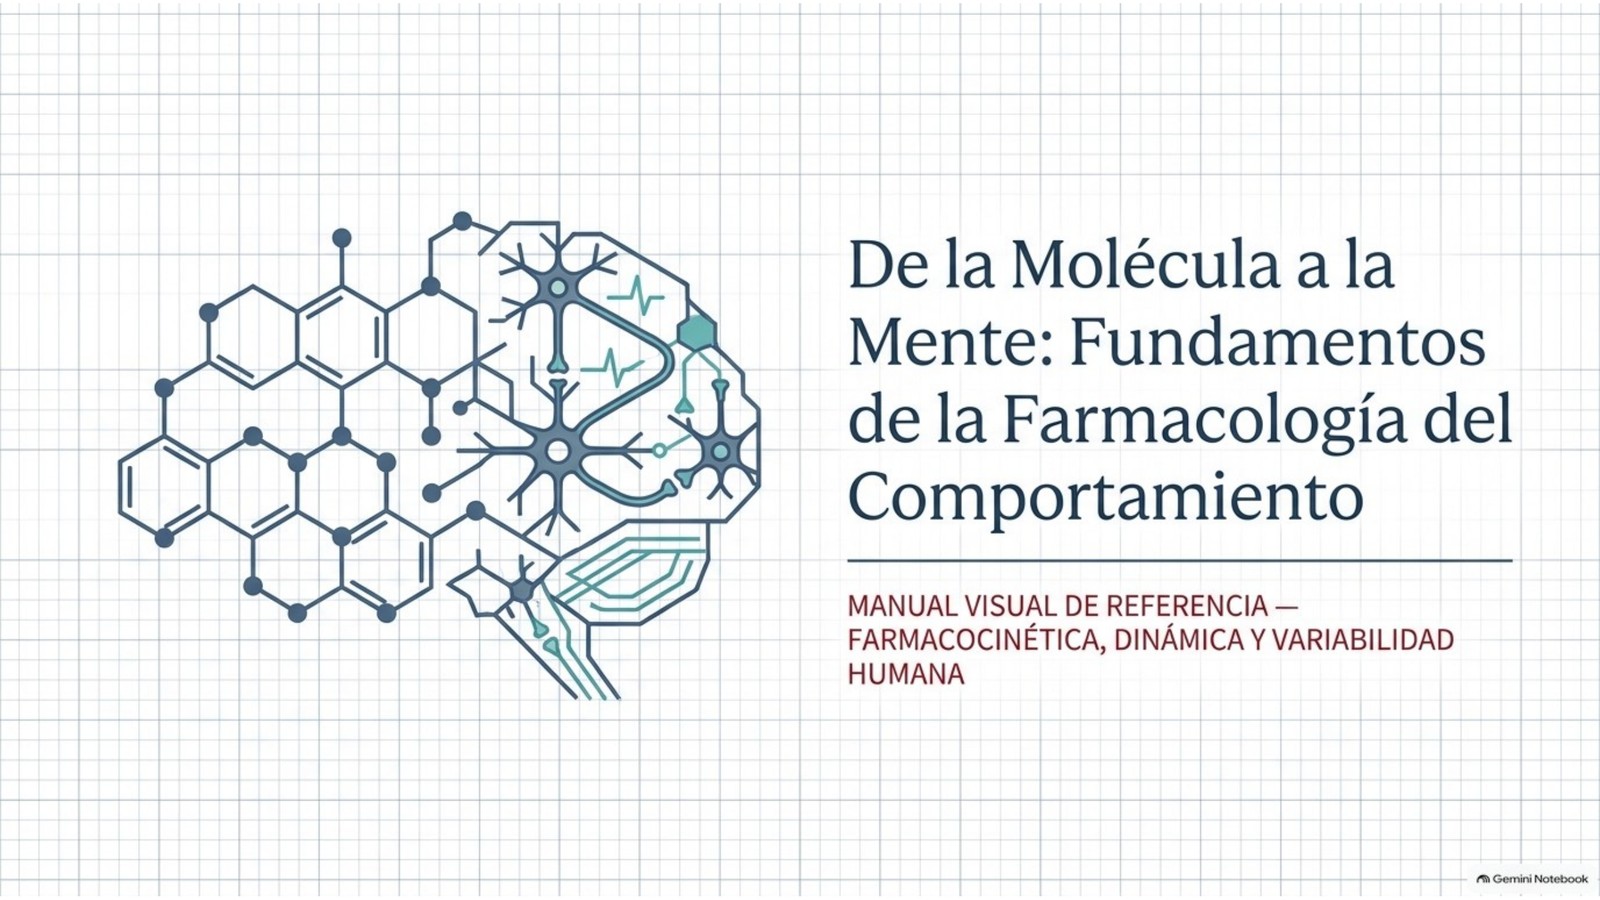 De la Molécula a la
Mente: Fundamentos
de la Farmacología del
Comportamiento
MANUAL VISUAL DE REFERENCIA —
FARMACOCINÉTICA, DINÁMICA Y VARIABILIDAD
HUMANA
Gemini Notebook